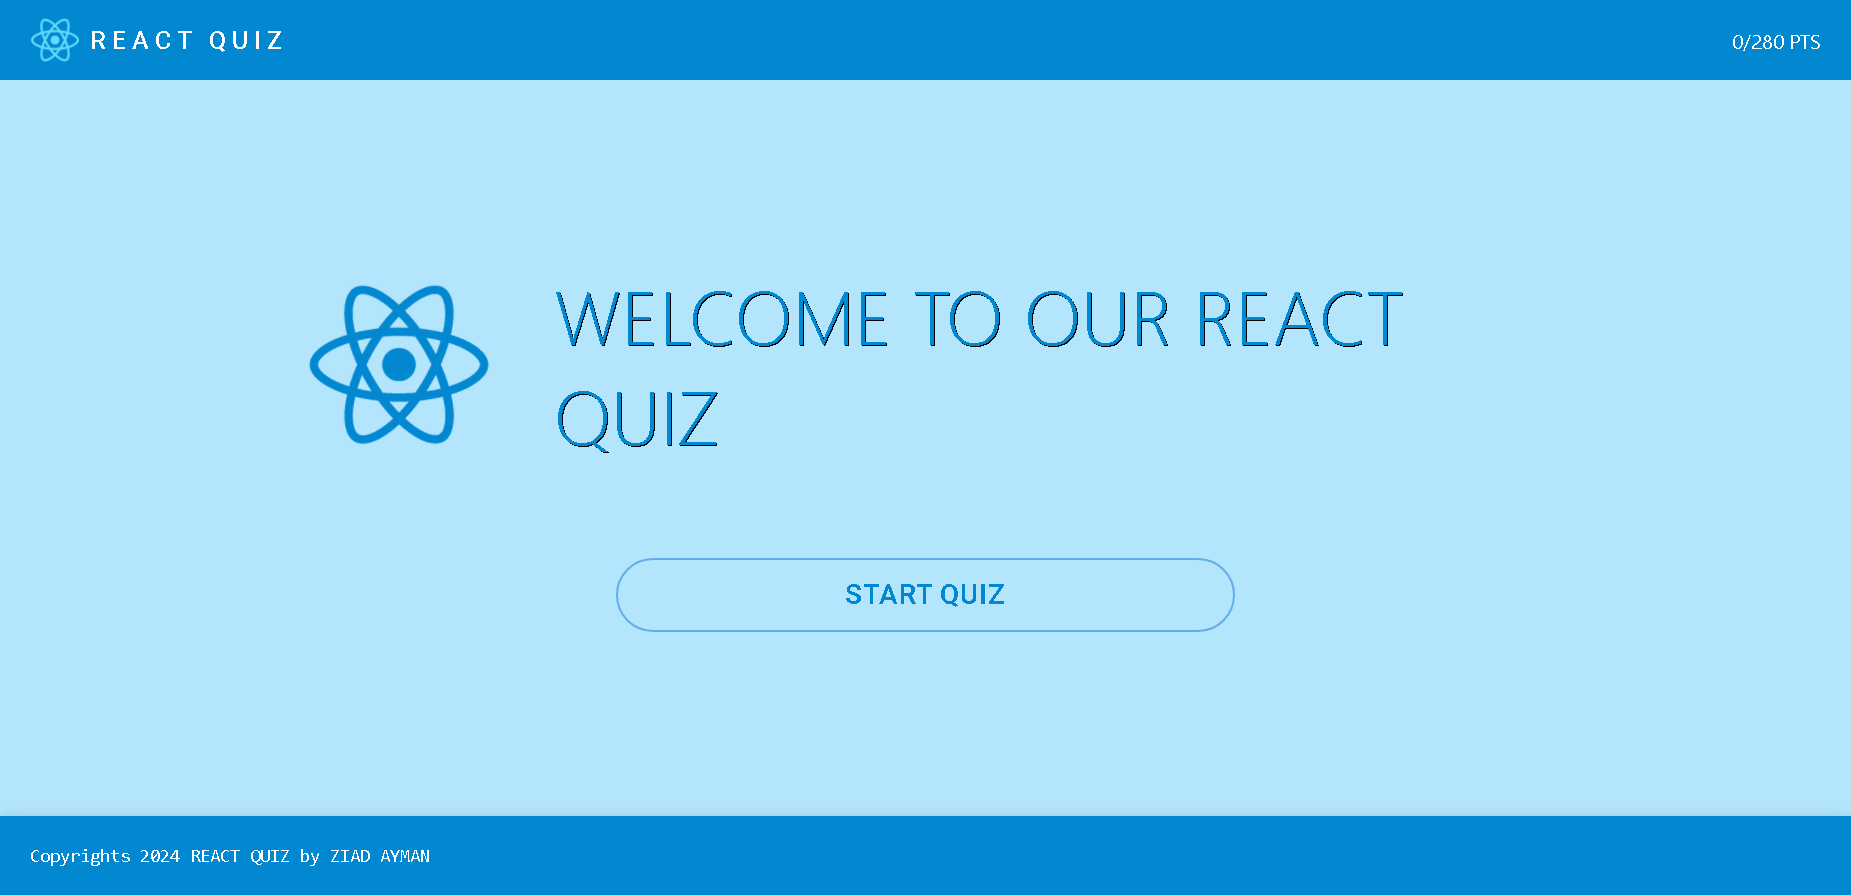 REACT QUIZ
0/280 PTS
WELCOME TO OUR REACT
QUIZ
START QUIZ
Copyrights 2024 REACT QUIZ by ZIAD AYMAN